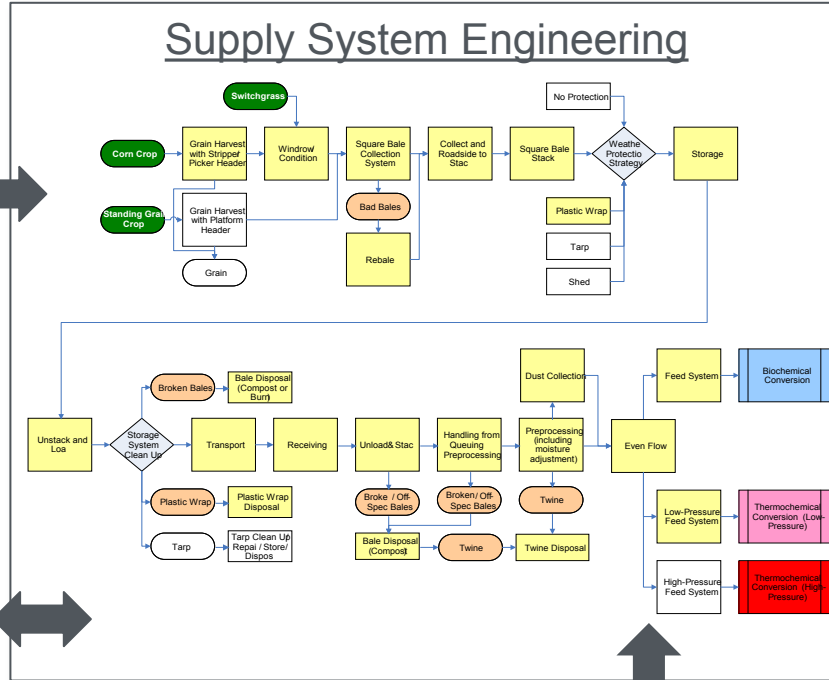 Supply System Engineering
Switchgrass
No Protection
Corn Crop
Grain Harvest
with Stripper/
Picker Header
Windrow/
Condition
Square Bale
Collection
System
Collect and
Roadside to
Stac
Square Bale
Stack
Weathe
Protectio
Strategy
Storage
Standing Grain
Crop
Grain Harvest
with Platform
Header
Bad Bales
Plastic Wrap
Grain
Rebale
Tarp
Shed
Broken Bales
Bale Disposal
(Compost or
Burn)
Dust Collection
Feed System
Biochemical
Conversion
Unstack and
Loa
Storage
System
Clean Up
Transport
Receiving
Unload& Stac
Handling from
Queuing
Preprocessing
Preprocessing
(including
moisture
adjustment)
Even Flow
Plastic Wrap
Plastic Wrap
Disposal
Broke / Off-
Spec Bales
Broken/ Off-
Spec Bales
Twine
Low-Pressure
Feed System
Thermochemical
Conversion (Low-
Pressure)
Tarp
Tarp Clean Up
Repai / Store/
Dispos
Bale Disposal
(Compost)
Twine
Twine Disposal
High-Pressure
Feed System
Thermochemical
Conversion (High-
Pressure)